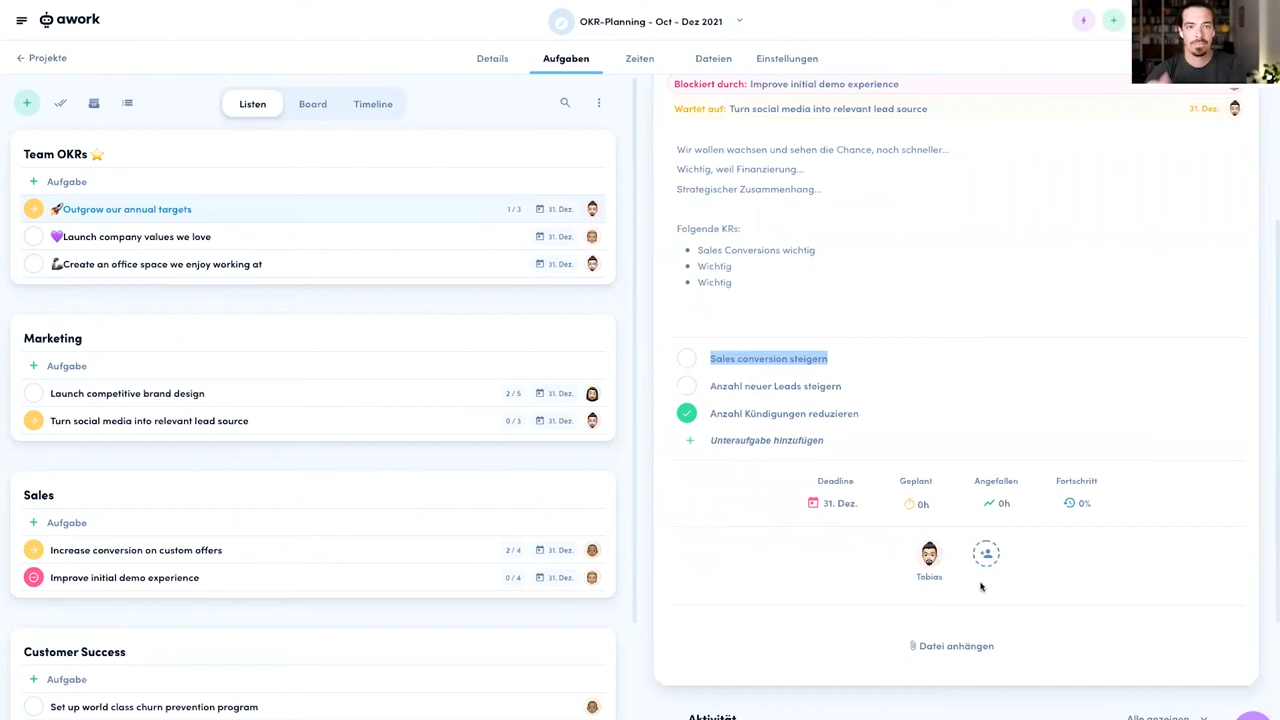 awork
OKR-Planning - Oct - Dez 2021
Projekte
Details
Aufgaben
Zeiten
Dateien
Einstellungen
Listen
Board
Timeline
Team OKRs ⭐
Aufgabe
🚀Outgrow our annual targets
1 / 3
31. Dez.
💜Launch company values we love
31. Dez.
🦾Create an office space we enjoy working at
31. Dez.
Marketing
Aufgabe
Launch competitive brand design
2 / 5
31. Dez.
Turn social media into relevant lead source
0 / 3
31. Dez.
Sales
Aufgabe
Increase conversion on custom offers
2 / 4
31. Dez.
Improve initial demo experience
0 / 4
31. Dez.
Customer Success
Aufgabe
Set up world class churn prevention program
Blockiert durch: Improve initial demo experience
Wartet auf: Turn social media into relevant lead source
31. Dez.
Wir wollen wachsen und sehen die Chance, noch schneller...
Wichtig, weil Finanzierung...
Strategischer Zusammenhang...
Folgende KRs:
• Sales Conversions wichtig
• Wichtig
• Wichtig
Sales conversion steigern
Anzahl neuer Leads steigern
Anzahl Kündigungen reduzieren
Unteraufgabe hinzufügen
Deadline
Geplant
Angefallen
Fortschritt
31. Dez.
0h
0h
0%
Tobias
Datei anhängen
Aktivität
Alle anzeigen